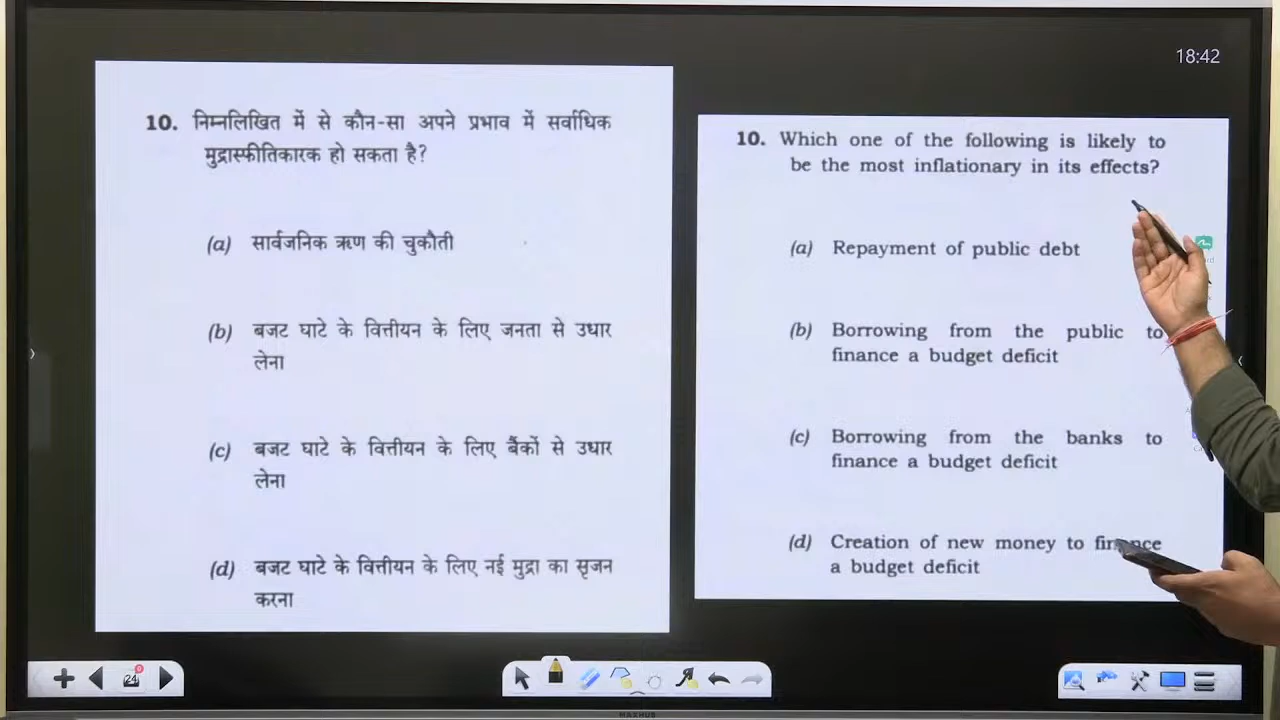 18:42
10. निम्नलिखित में से कौन-सा अपने प्रभाव में सर्वाधिक
मुद्रास्फीतिकारक हो सकता है?
(a) सार्वजनिक ऋण की चुकौती
(b) बजट घाटे के वित्तीयन के लिए जनता से उधार
लेना
(c) बजट घाटे के वित्तीयन के लिए बैंकों से उधार
लेना
(d) बजट घाटे के वित्तीयन के लिए नई मुद्रा का सृजन
करना
10. Which one of the following is likely to
be the most inflationary in its effects?
(a) Repayment of public debt
(b) Borrowing from the public to
finance a budget deficit
(c) Borrowing from the banks to
finance a budget deficit
(d) Creation of new money to
a budget deficit
24
MAXHUB